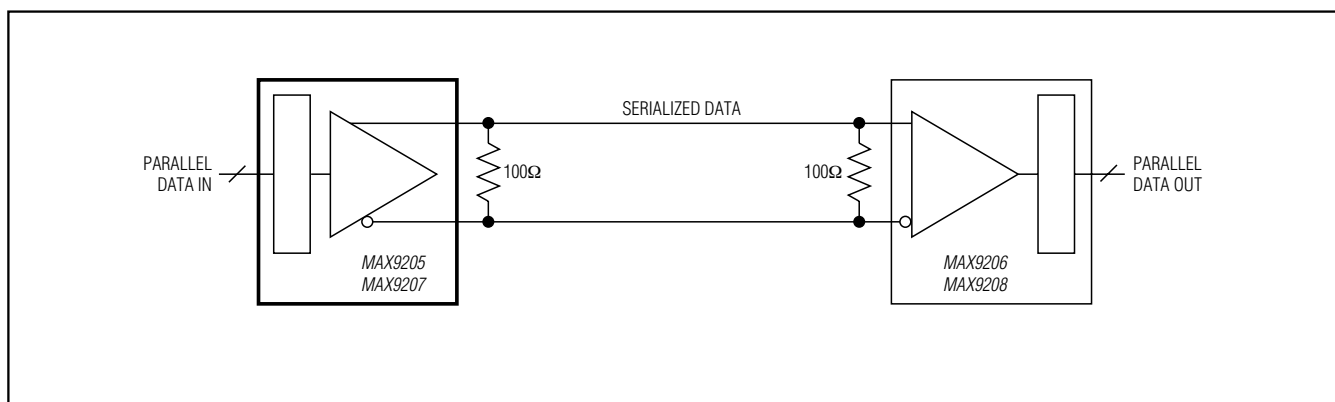 SERIALIZED DATA
PARALLEL
DATA IN
100Ω
100Ω
PARALLEL
DATA OUT
MAX9205
MAX9207
MAX9206
MAX9208